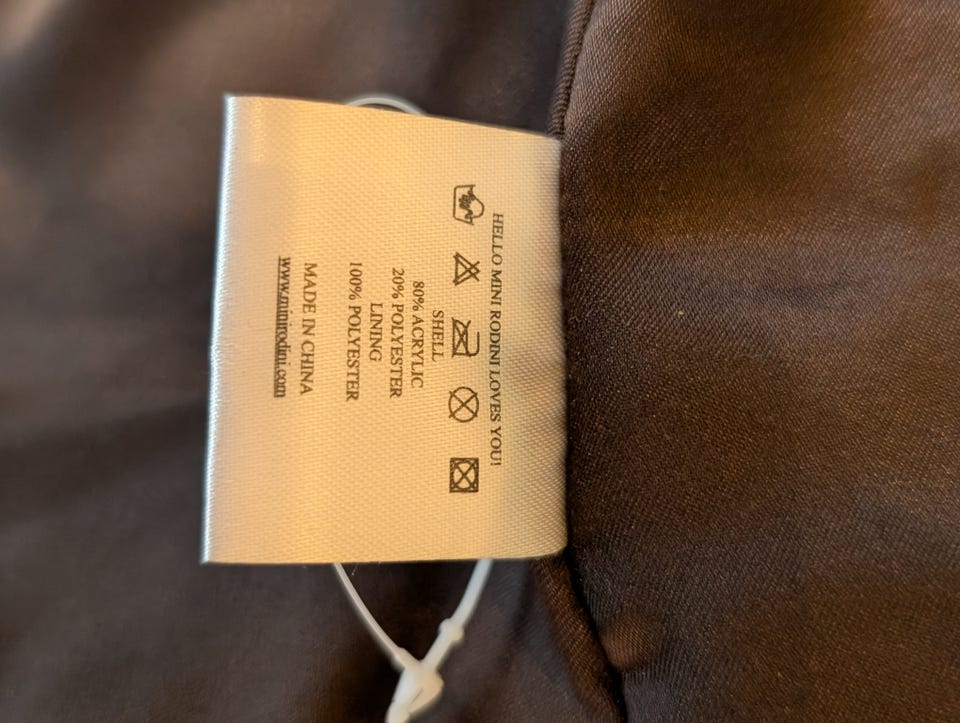 HELLO MINI RODINI LOVES YOU!
SHELL
80% ACRYLIC
20% POLYESTER
LINING
100% POLYESTER
MADE IN CHINA
www.minirodini.com